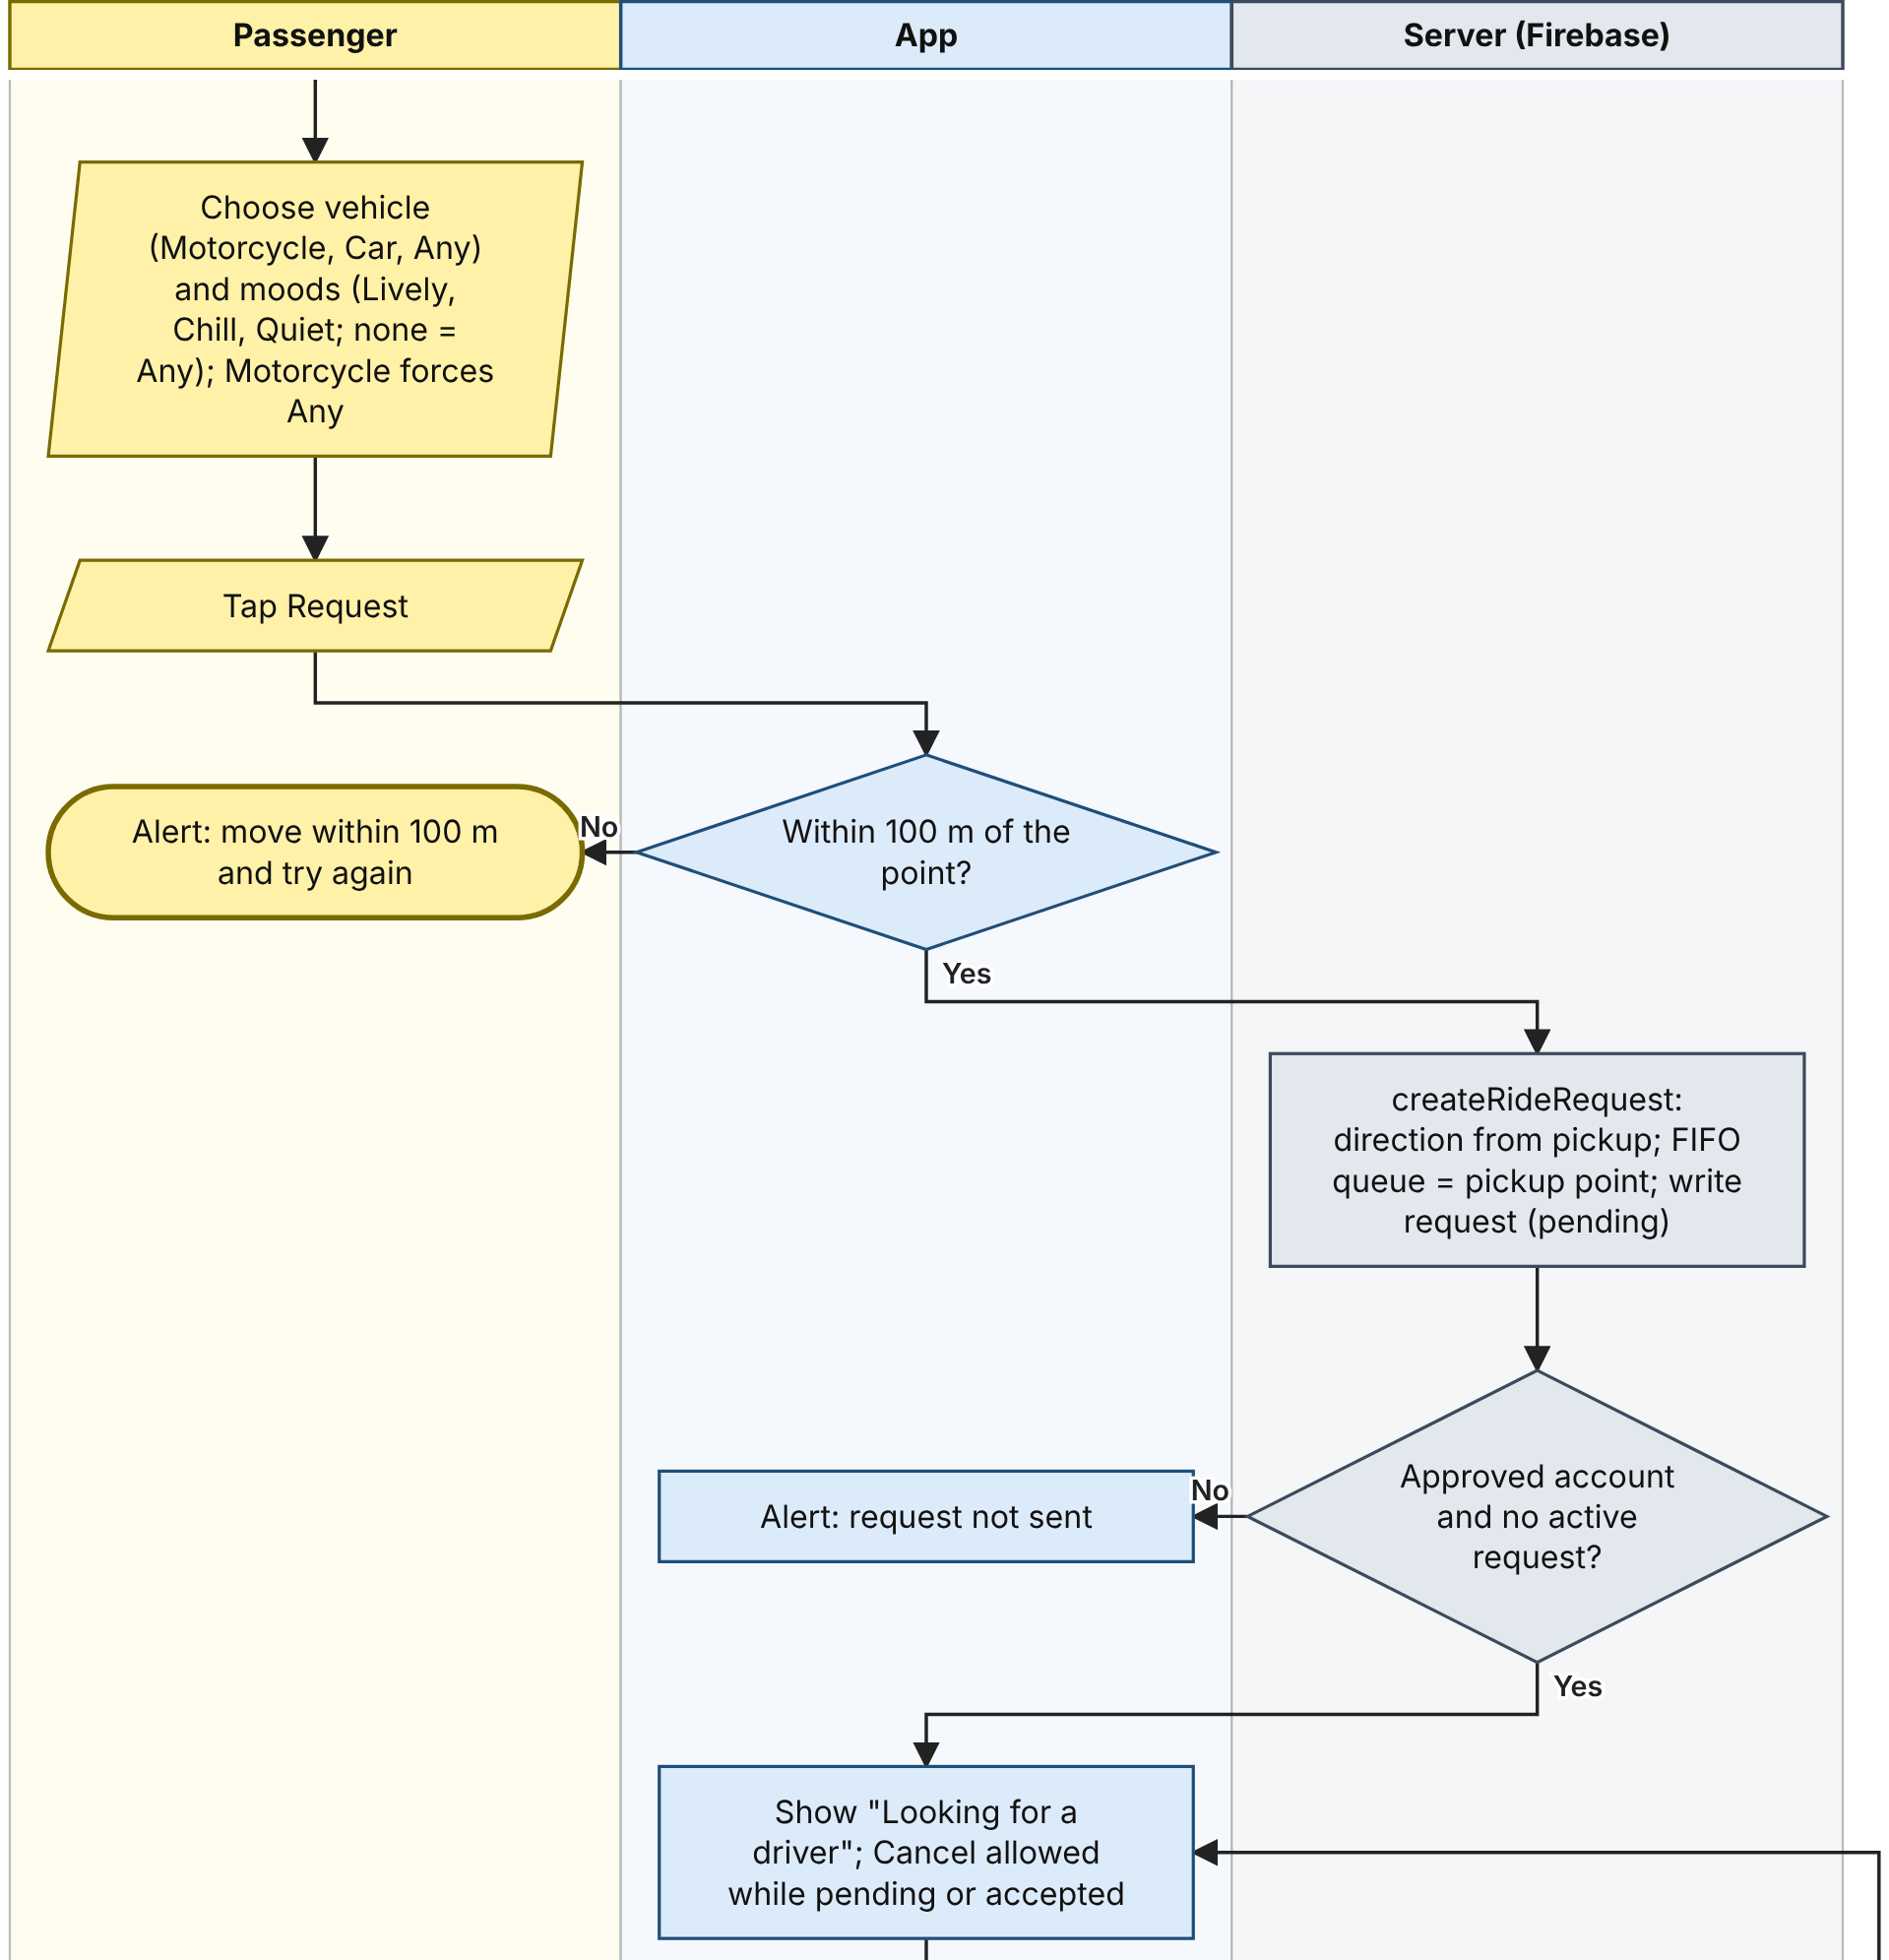 Passenger
App
Server (Firebase)
Choose vehicle
(Motorcycle, Car, Any)
and moods (Lively,
Chill, Quiet; none =
Any); Motorcycle forces
Any
Tap Request
Within 100 m of the
point?
No
Alert: move within 100 m
and try again
Yes
createRideRequest:
direction from pickup; FIFO
queue = pickup point; write
request (pending)
Approved account
and no active
request?
No
Alert: request not sent
Yes
Show "Looking for a
driver"; Cancel allowed
while pending or accepted